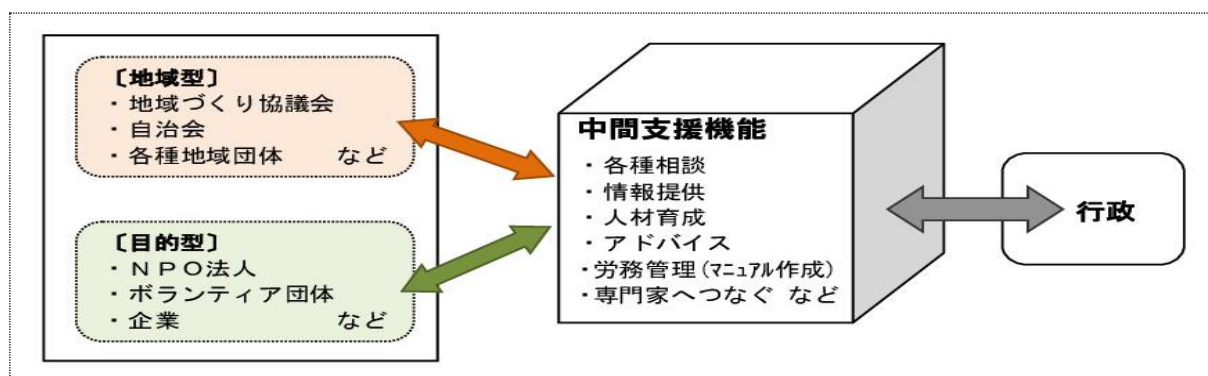 〔地域型〕
・地域づくり協議会
・自治会
・各種地域団体　　など
〔目的型〕
・ＮＰＯ法人
・ボランティア団体
・企業　　　　　　など
中間支援機能
・各種相談
・情報提供
・人材育成
・アドバイス
・労務管理(ﾏﾆｭｱﾙ作成)
・専門家へつなぐ など
行政